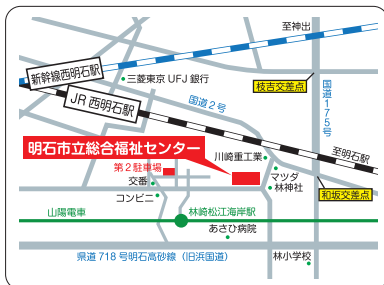 至神出
新幹線西明石駅
三菱東京UFJ銀行
枝吉交差点
JR 西明石駅
国道2号
国道175号
明石市立総合福祉センター
川崎重工業
至明石駅
第2駐車場
マツダ
交番
林神社
和坂交差点
コンビニ
山陽電車
林崎松江海岸駅
あさひ病院
県道718号明石高砂線（旧浜国道）
林小学校